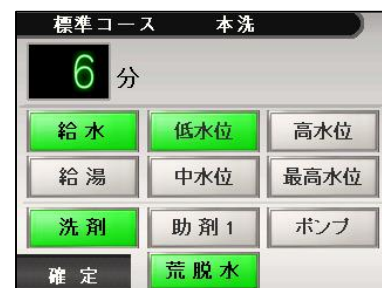 標準コース 本洗
6 分
給水 低水位 高水位
給湯 中水位 最高水位
洗剤 助剤1 ポンプ
確定 荒脱水